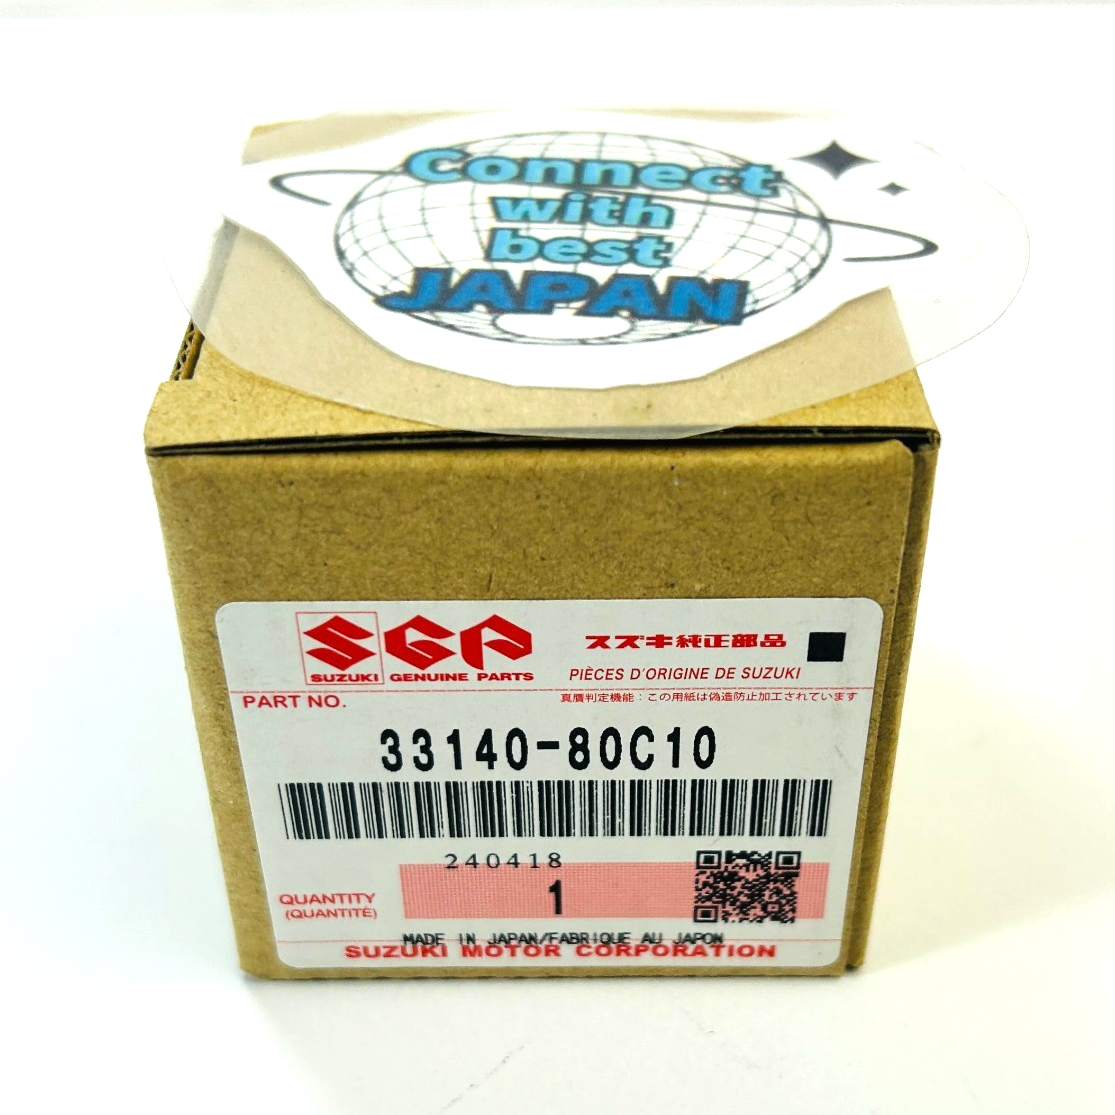 Connect
with
best
JAPAN
SGP
SUZUKI GENUINE PARTS
スズキ純正部品
PIÈCES D'ORIGINE DE SUZUKI
PART NO.
真贋判定機能：この用紙は偽造防止加工されています
33140-80C10
240418
QUANTITY
(QUANTITÉ)
1
MADE IN JAPAN/FABRIQUE AU JAPON
SUZUKI MOTOR CORPORATION